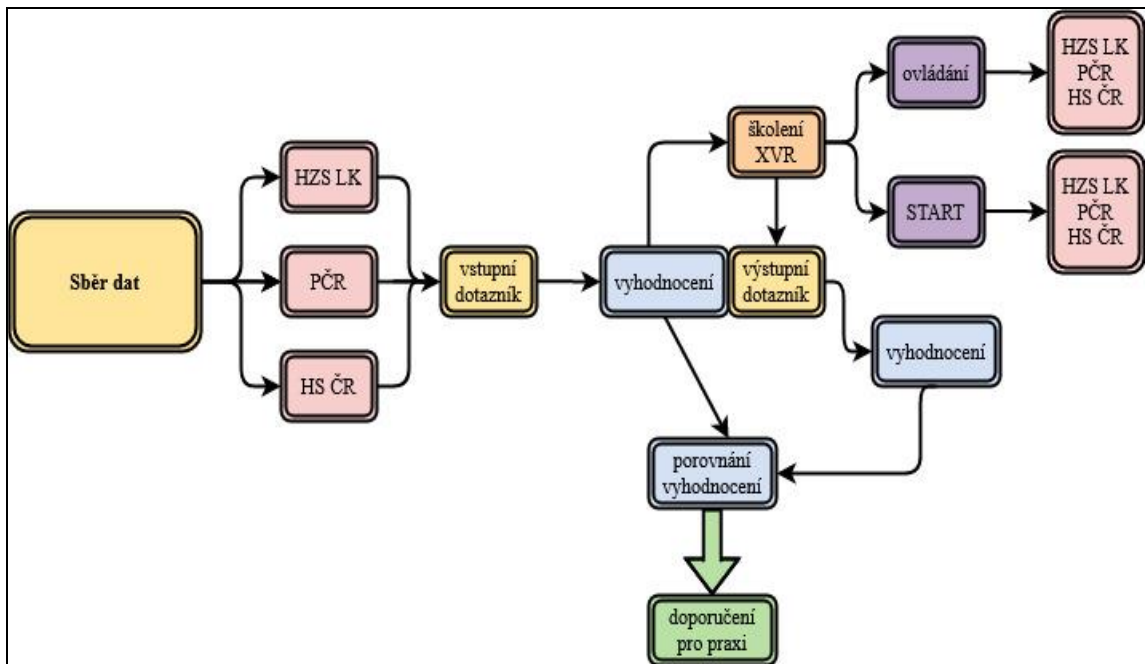 Sběr dat
HZS LK
PČR
HS ČR
vstupní
dotazník
vyhodnocení
školení
XVR
výstupní
dotazník
ovládání
HZS LK
PČR
HS ČR
START
HZS LK
PČR
HS ČR
vyhodnocení
porovnání
vyhodnocení
doporučení
pro praxi